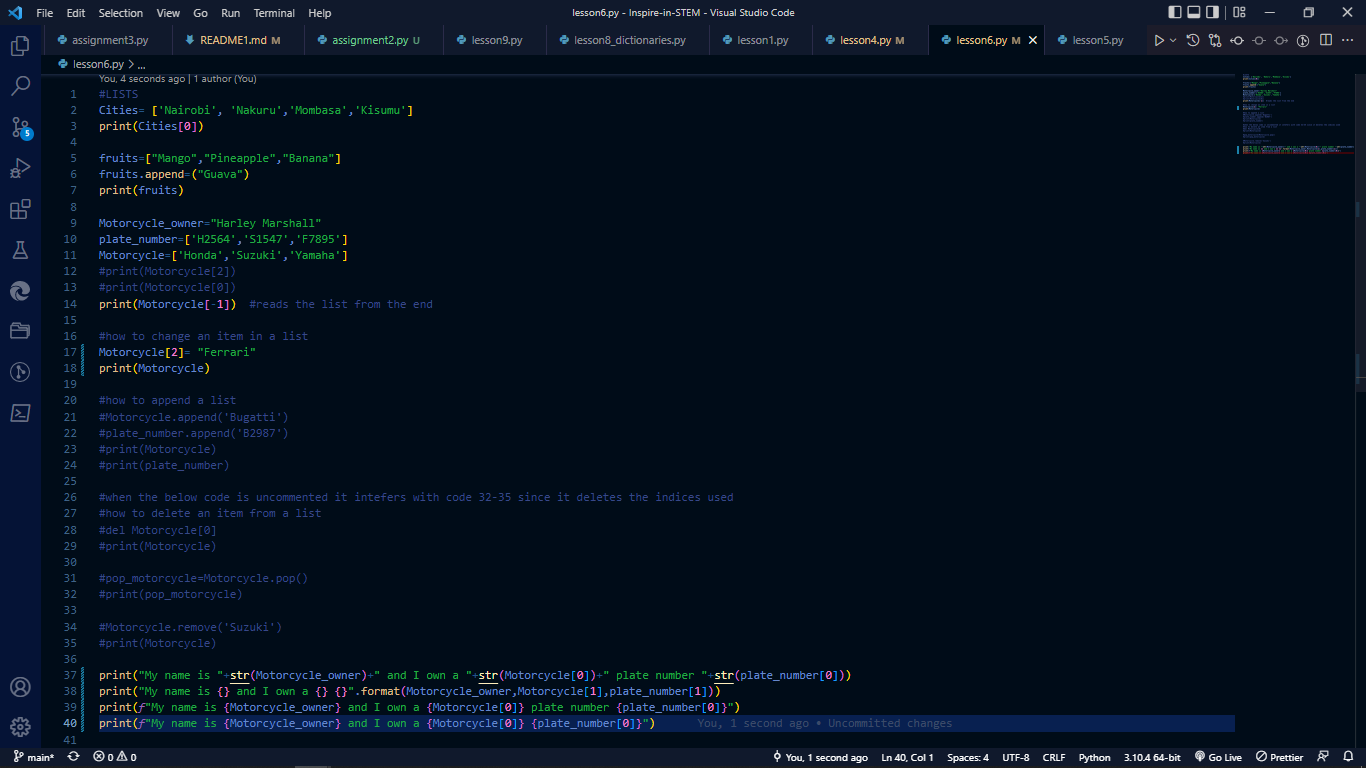 File Edit Selection View Go Run Terminal Help lesson6.py - Inspire-in-STEM - Visual Studio Code
assignment3.py README1.md M assignment2.py U lesson9.py lesson8_dictionaries.py lesson1.py lesson4.py M lesson6.py M lesson5.py
lesson6.py > ...
You, 4 seconds ago | 1 author (You)
1 #LISTS
2 Cities= ['Nairobi', 'Nakuru','Mombasa','Kisumu']
3 print(Cities[0])
4
5 fruits=["Mango","Pineapple","Banana"]
6 fruits.append=("Guava")
7 print(fruits)
8
9 Motorcycle_owner="Harley Marshall"
10 plate_number=['H2564','S1547','F7895']
11 Motorcycle=['Honda','Suzuki','Yamaha']
12 #print(Motorcycle[2])
13 #print(Motorcycle[0])
14 print(Motorcycle[-1])  #reads the list from the end
15
16 #how to change an item in a list
17 Motorcycle[2]= "Ferrari"
18 print(Motorcycle)
19
20 #how to append a list
21 #Motorcycle.append('Bugatti')
22 #plate_number.append('B2987')
23 #print(Motorcycle)
24 #print(plate_number)
25
26 #when the below code is uncommented it intefers with code 32-35 since it deletes the indices used
27 #how to delete an item from a list
28 #del Motorcycle[0]
29 #print(Motorcycle)
30
31 #pop_motorcycle=Motorcycle.pop()
32 #print(pop_motorcycle)
33
34 #Motorcycle.remove('Suzuki')
35 #print(Motorcycle)
36
37 print("My name is "+str(Motorcycle_owner)+" and I own a "+str(Motorcycle[0])+" plate number "+str(plate_number[0]))
38 print("My name is {} and I own a {} {}".format(Motorcycle_owner,Motorcycle[1],plate_number[1]))
39 print(f"My name is {Motorcycle_owner} and I own a {Motorcycle[0]} plate number {plate_number[0]}")
40 print(f"My name is {Motorcycle_owner} and I own a {Motorcycle[0]} {plate_number[0]}") You, 1 second ago • Uncommitted changes
41
5
main* 0 0 You, 1 second ago Ln 40, Col 1 Spaces: 4 UTF-8 CRLF Python 3.10.4 64-bit Go Live Prettier